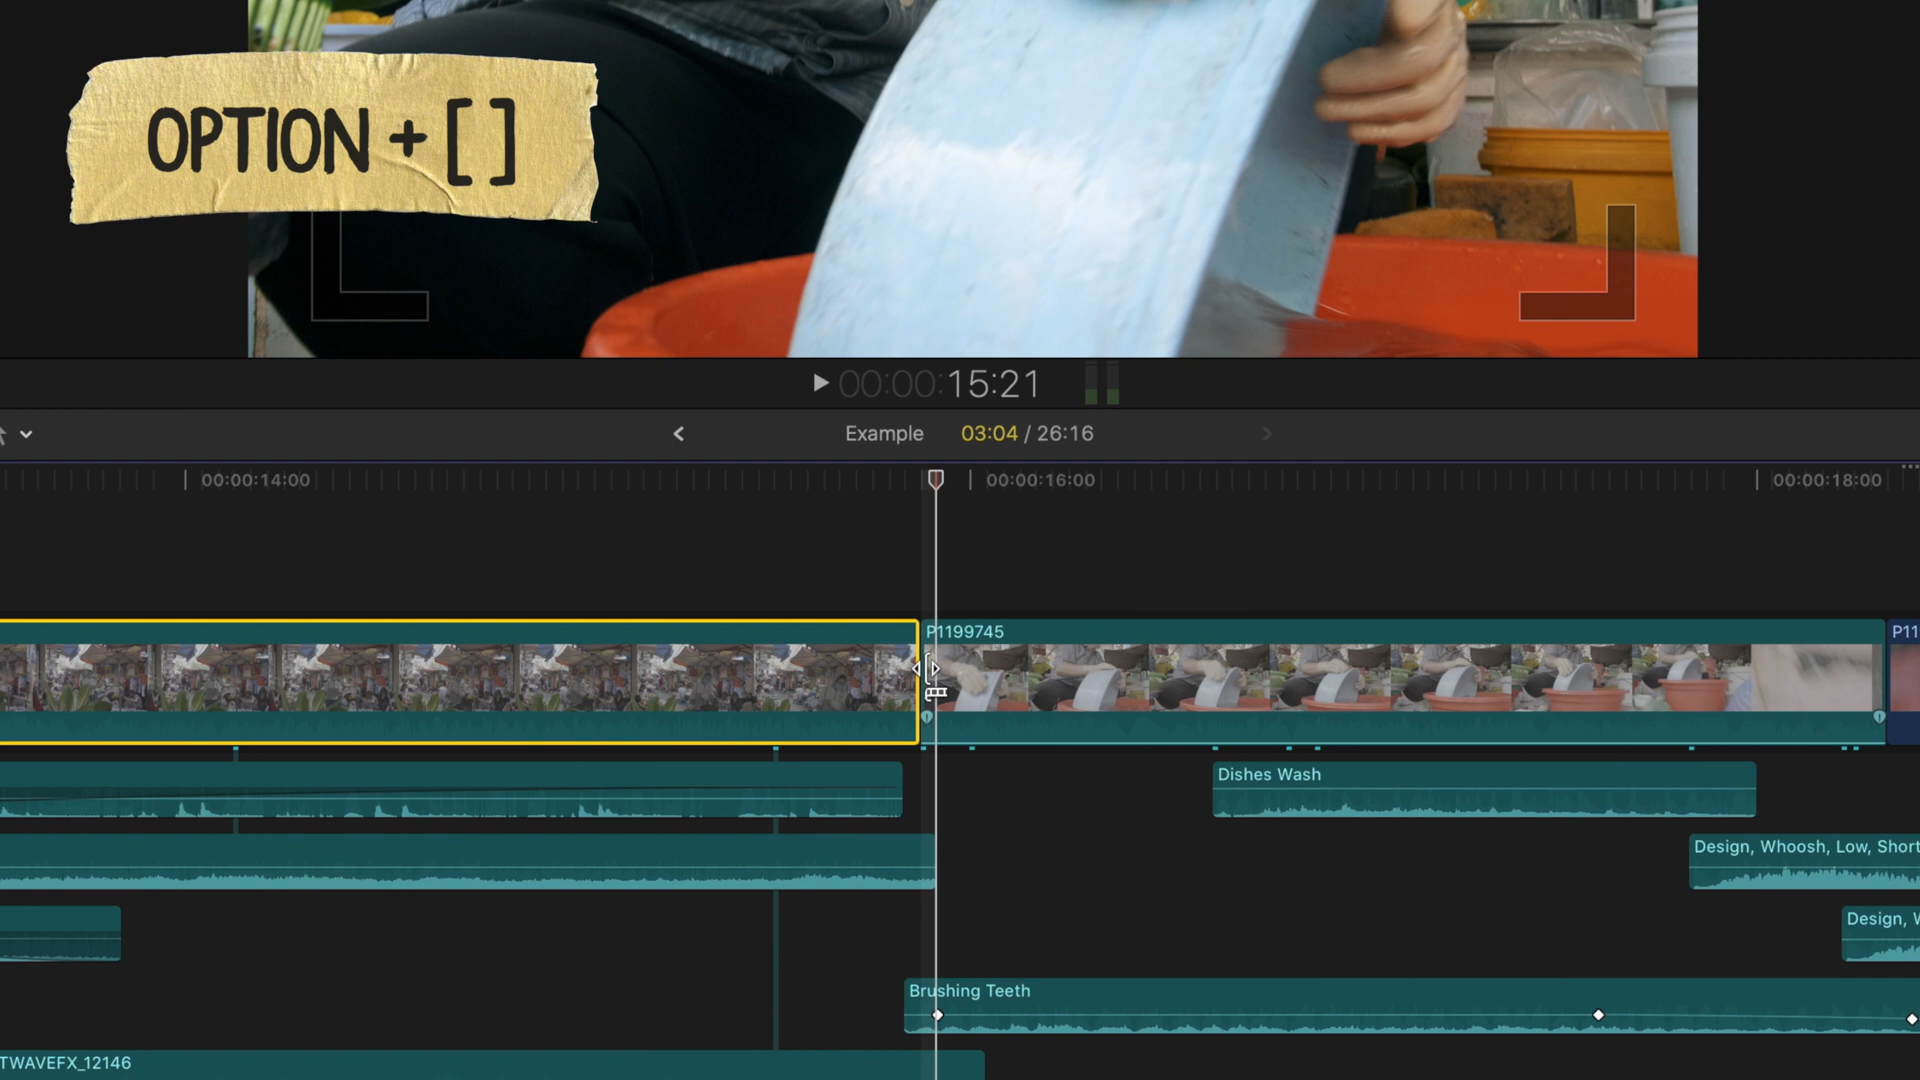 OPTION + [ ]
00:00:15:21
Example 03:04 / 26:16
00:00:14:00 00:00:16:00 00:00:18:00
P1199745 P11
Dishes Wash
Design, Whoosh, Low, Short
Design, W
Brushing Teeth
TWAVEFX_12146